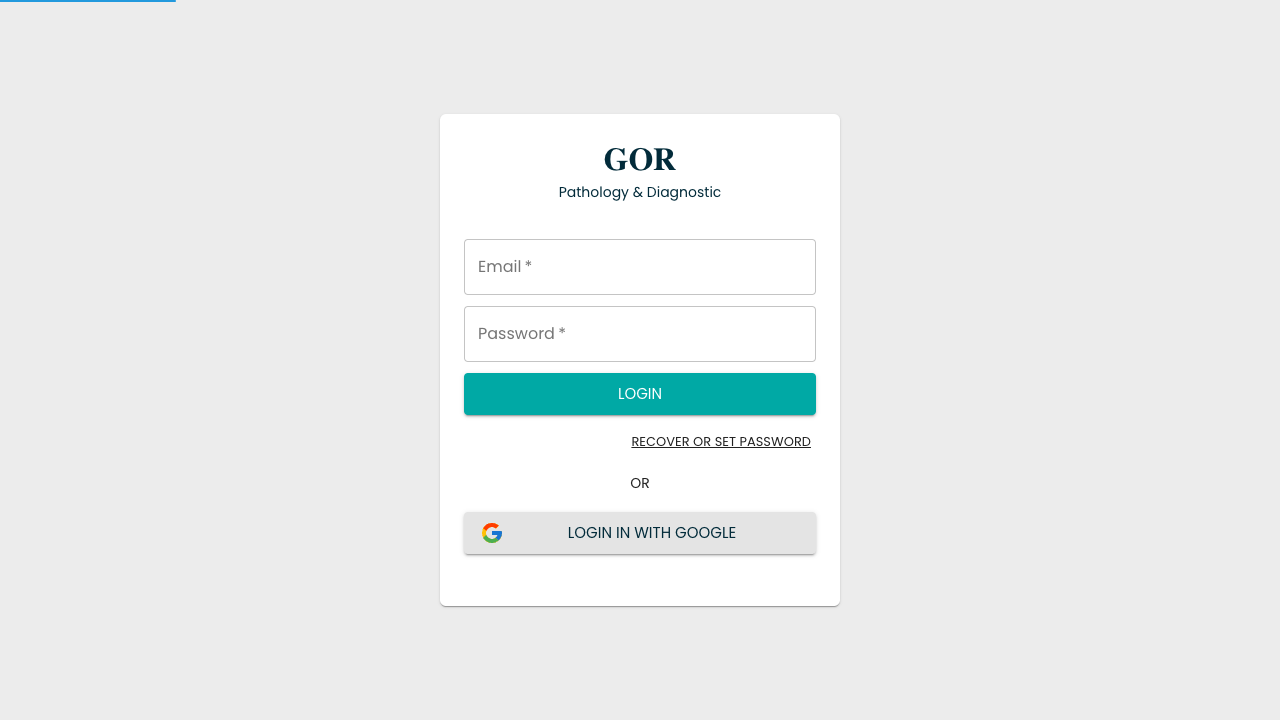 GOR
Pathology & Diagnostic
Email *
Password *
LOGIN
RECOVER OR SET PASSWORD
OR
LOGIN IN WITH GOOGLE